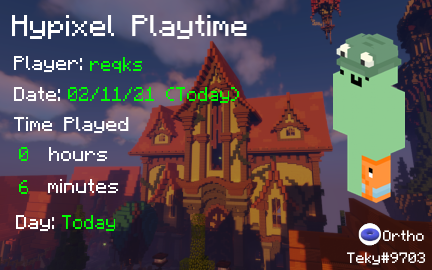 Hypixel Playtime
Player: reqks
Date: 02/11/21 (Today)
Time Played
0 hours
6 minutes
Day: Today
Ortho
Teky#9703